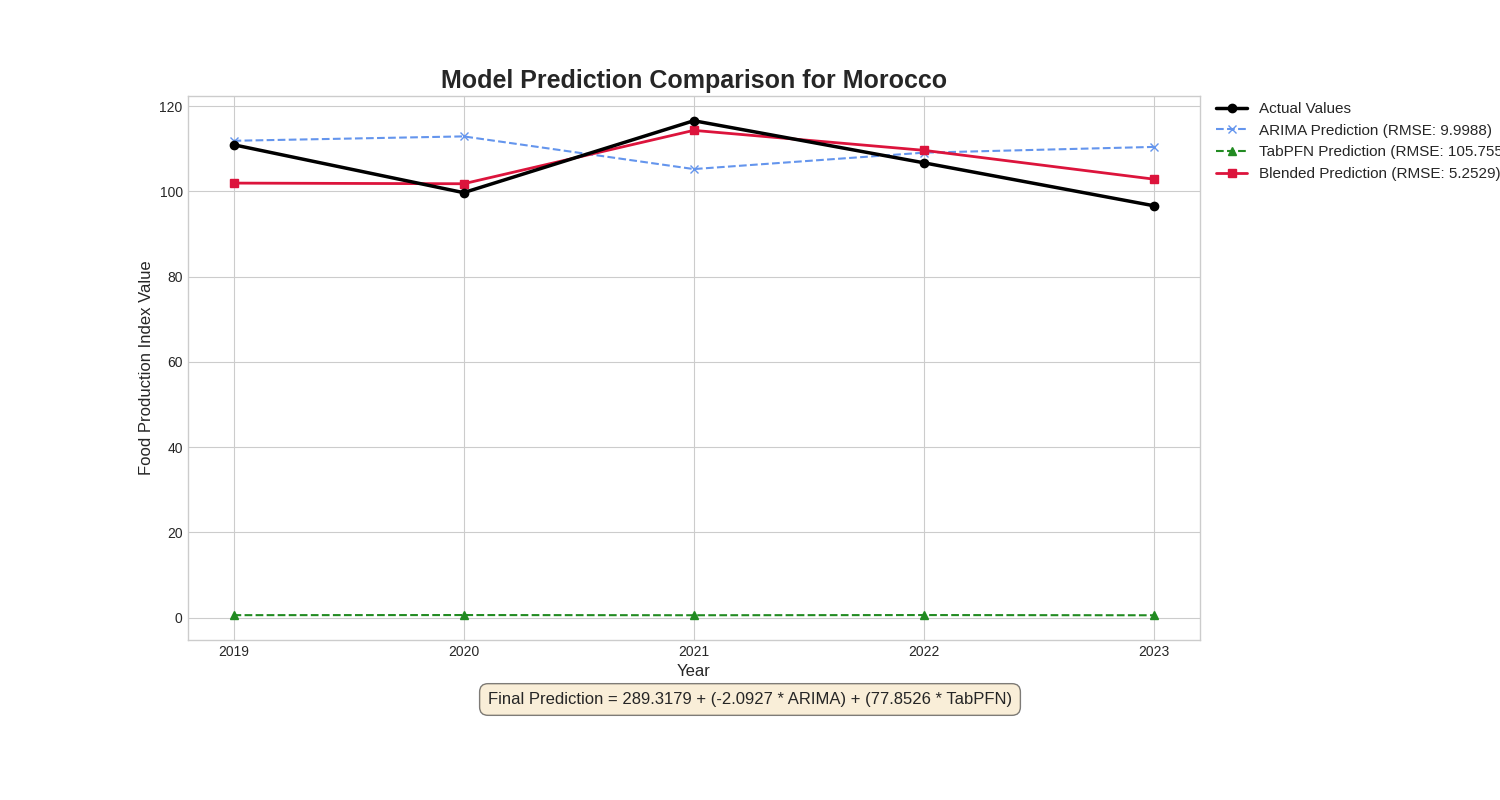 Model Prediction Comparison for Morocco
Actual Values
ARIMA Prediction (RMSE: 9.9988)
TabPFN Prediction (RMSE: 105.755
Blended Prediction (RMSE: 5.2529)
Food Production Index Value
120
100
80
60
40
20
0
2019 2020 2021 2022 2023
Year
Final Prediction = 289.3179 + (-2.0927 * ARIMA) + (77.8526 * TabPFN)